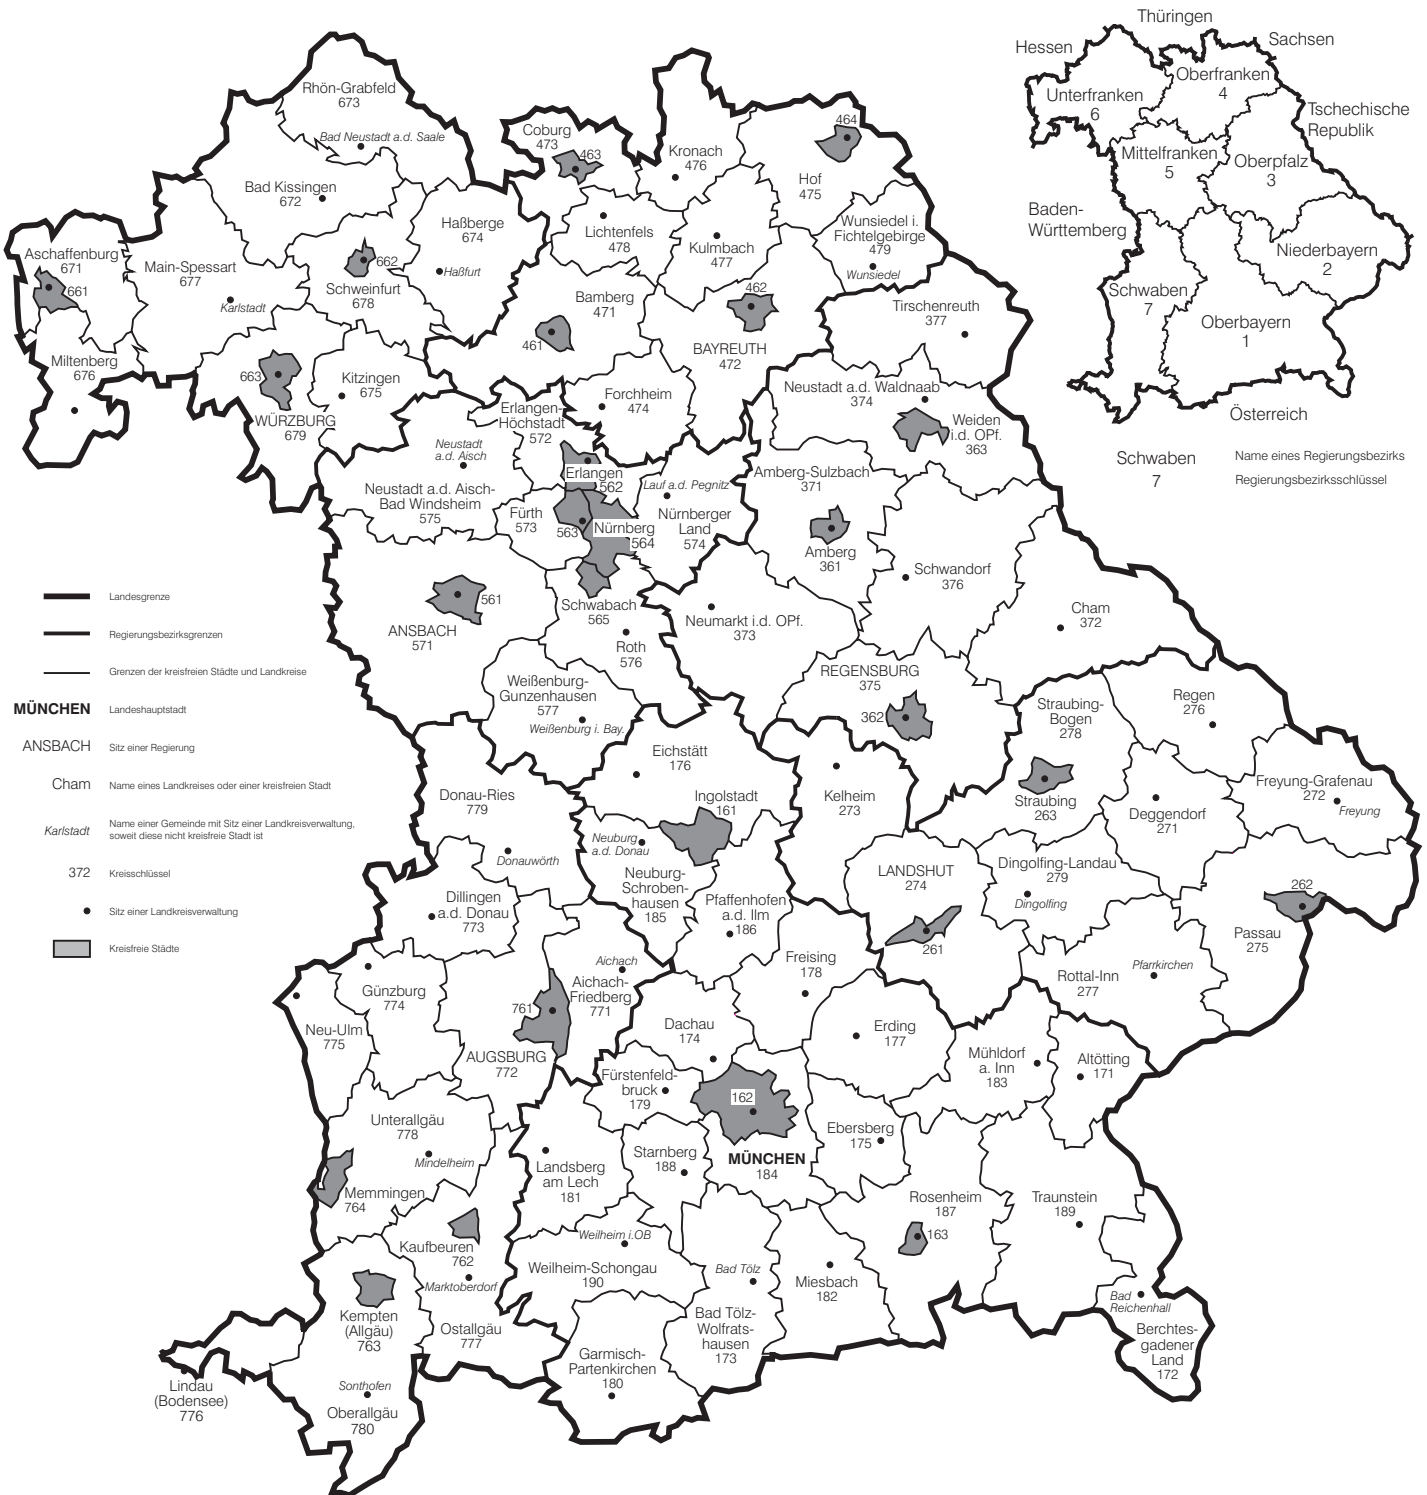 Thüringen
Hessen
Sachsen
Oberfranken
4
Unterfranken
6
Tschechische
Republik
Mittelfranken
5
Oberpfalz
3
Baden-
Württemberg
Niederbayern
2
Schwaben
7
Oberbayern
1
Österreich
Schwaben
7
Name eines Regierungsbezirks
Regierungsbezirksschlüssel
Rhön-Grabfeld
673
Bad Neustadt a.d. Saale
Coburg
473
463
Kronach
476
464
Hof
475
Bad Kissingen
672
Haßberge
674
Haßfurt
Lichtenfels
478
Kulmbach
477
Wunsiedel i.
Fichtelgebirge
479
Wunsiedel
Aschaffenburg
671
661
Main-Spessart
677
Karlstadt
662
Schweinfurt
678
Bamberg
471
461
462
BAYREUTH
472
Tirschenreuth
377
Miltenberg
676
663
WÜRZBURG
679
Kitzingen
675
Forchheim
474
Neustadt a.d. Waldnaab
374
Weiden
i.d. OPf.
363
Erlangen-
Höchstadt
572
Neustadt
a.d. Aisch
Neustadt a.d. Aisch-
Bad Windsheim
575
Erlangen
562
Lauf a.d. Pegnitz
Nürnberger
Land
574
Fürth
573
563
Nürnberg
564
Amberg-Sulzbach
371
Amberg
361
Schwandorf
376
Cham
372
561
ANSBACH
571
Schwabach
565
Roth
576
Neumarkt i.d. OPf.
373
REGENSBURG
375
362
Weißenburg-
Gunzenhausen
577
Weißenburg i. Bay.
Landesgrenze
Regierungsbezirksgrenzen
Grenzen der kreisfreien Städte und Landkreise
MÜNCHEN
Landeshauptstadt
ANSBACH
Sitz einer Regierung
Cham
Name eines Landkreises oder einer kreisfreien Stadt
Karlstadt
Name einer Gemeinde mit Sitz einer Landkreisverwaltung,
soweit diese nicht kreisfreie Stadt ist
372
Kreisschlüssel
Sitz einer Landkreisverwaltung
Kreisfreie Städte
Straubing-
Bogen
278
Straubing
263
Regen
276
Freyung-Grafenau
272
Freyung
Deggendorf
271
Eichstätt
176
Ingolstadt
161
Kelheim
273
Donau-Ries
779
Donauwörth
Neuburg
a.d. Donau
Neuburg-
Schroben-
hausen
185
Pfaffenhofen
a.d. Ilm
186
LANDSHUT
274
261
Dingolfing-Landau
279
Dingolfing
262
Passau
275
Rottal-Inn
277
Pfarrkirchen
Dillingen
a.d. Donau
773
Günzburg
774
Neu-Ulm
775
Aichach
Aichach-
Friedberg
771
761
AUGSBURG
772
Freising
178
Dachau
174
Erding
177
Mühldorf
a. Inn
183
Altötting
171
Fürstenfeld-
bruck
179
162
MÜNCHEN
184
Ebersberg
175
Unterallgäu
778
Mindelheim
Memmingen
764
Landsberg
am Lech
181
Starnberg
188
Rosenheim
187
163
Traunstein
189
Kaufbeuren
762
Marktoberdorf
Weilheim i.OB
Weilheim-Schongau
190
Bad Tölz
Bad Tölz-
Wolfrats-
hausen
173
Miesbach
182
Bad
Reichenhall
Berchtes-
gadener
Land
172
Kempten
(Allgäu)
763
Ostallgäu
777
Garmisch-
Partenkirchen
180
Lindau
(Bodensee)
776
Sonthofen
Oberallgäu
780